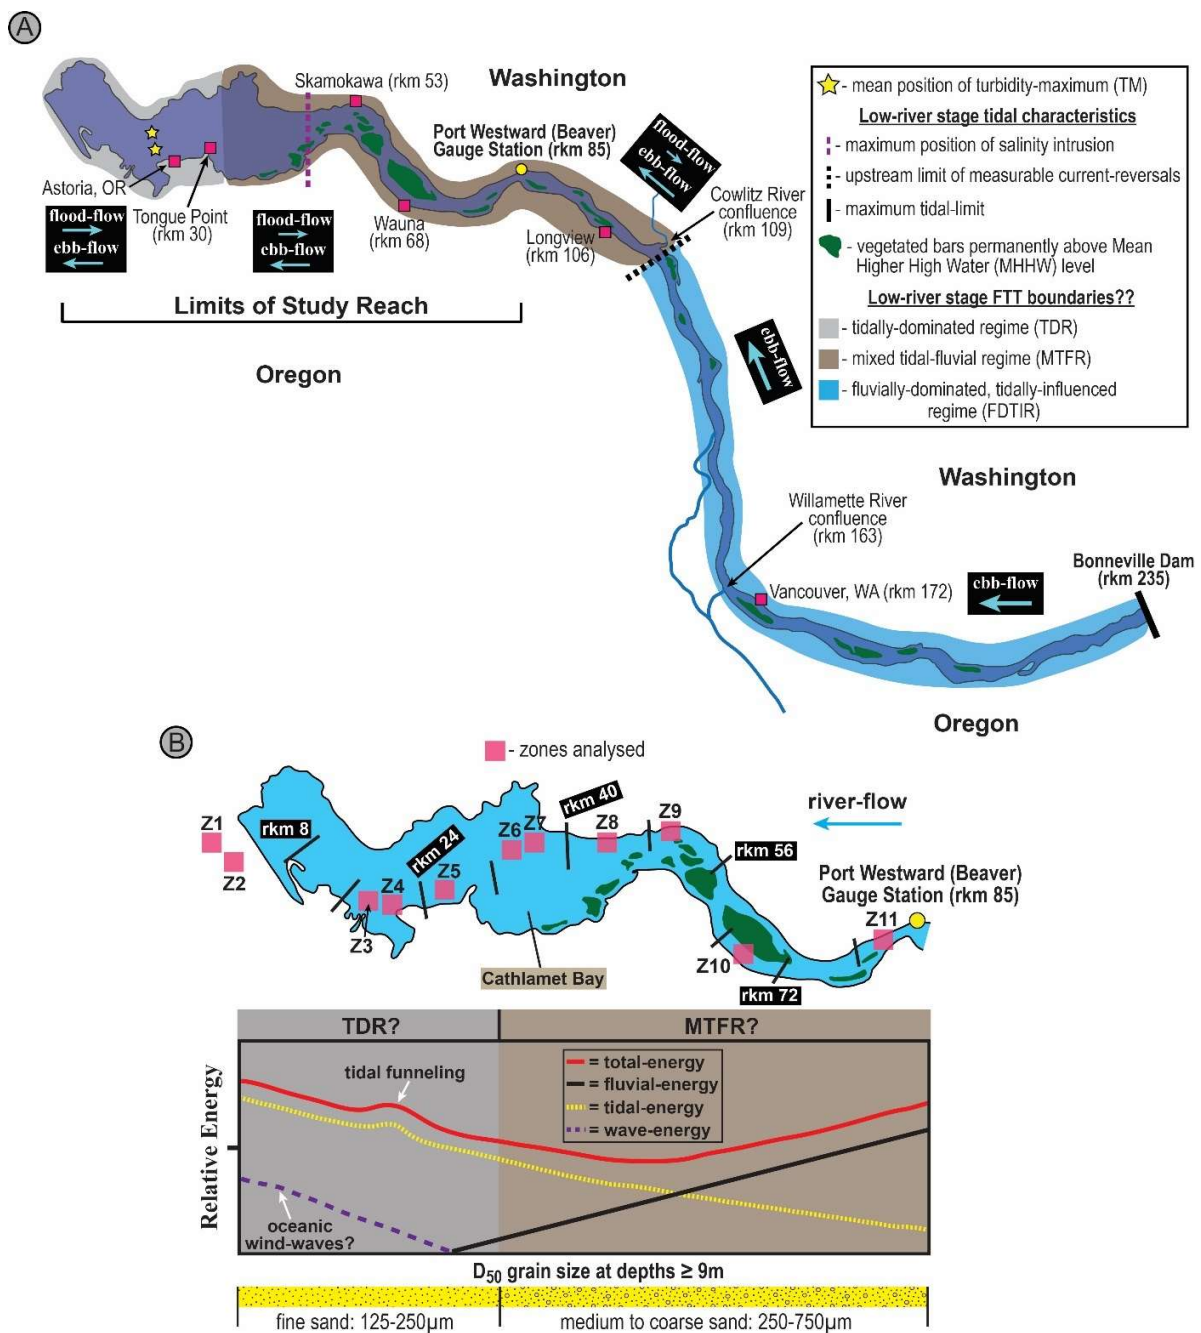 A
Skamokawa (rkm 53)
Washington
Port Westward (Beaver)
Gauge Station (rkm 85)
flood-flow
ebb-flow
Cowlitz River
confluence
(rkm 109)
Astoria, OR
Tongue Point
(rkm 30)
flood-flow
ebb-flow
flood-flow
ebb-flow
Wauna
(rkm 68)
Longview
(rkm 106)
Limits of Study Reach
Oregon
ebb-flow
- mean position of turbidity-maximum (TM)
Low-river stage tidal characteristics
- maximum position of salinity intrusion
- upstream limit of measurable current-reversals
- maximum tidal-limit
- vegetated bars permanently above Mean
Higher High Water (MHHW) level
Low-river stage FTT boundaries??
- tidally-dominated regime (TDR)
- mixed tidal-fluvial regime (MTFR)
- fluvially-dominated, tidally-influenced
regime (FDTIR)
Washington
Willamette River
confluence
(rkm 163)
Vancouver, WA (rkm 172)
ebb-flow
Bonneville Dam
(rkm 235)
Oregon
B
- zones analysed
Z1
Z2
rkm 8
Z3
Z4
rkm 24
Z5
Z6
Z7
rkm 40
Z8
Z9
rkm 56
river-flow
Port Westward (Beaver)
Gauge Station (rkm 85)
Z11
Z10
rkm 72
Cathlamet Bay
TDR?
MTFR?
tidal funneling
= total-energy
= fluvial-energy
= tidal-energy
= wave-energy
Relative Energy
oceanic
wind-waves?
D50 grain size at depths ≥ 9m
fine sand: 125-250µm
medium to coarse sand: 250-750µm